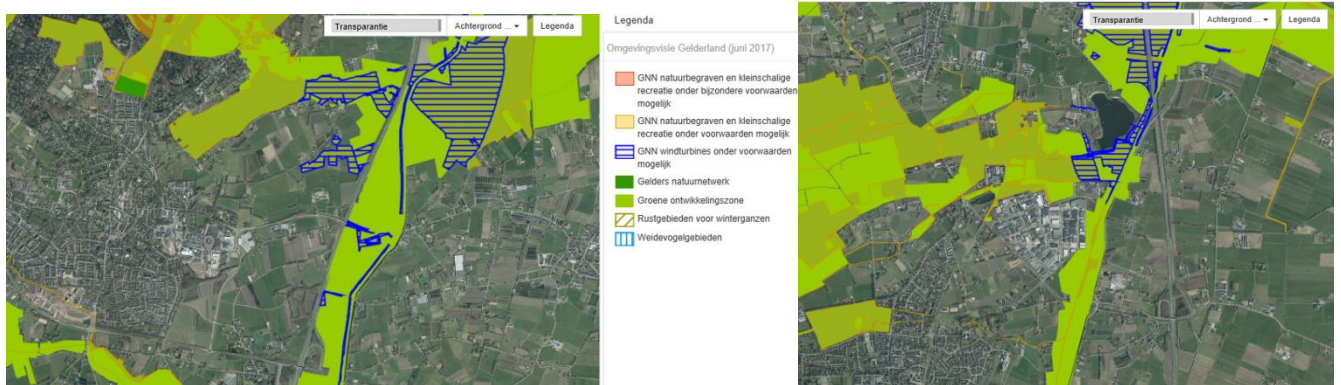 Transparantie
Achtergrond ...
Legenda
Legenda
Omgevingsvisie Gelderland (juni 2017)
GNN natuurbegraven en kleinschalige
recreatie onder bijzondere voorwaarden
mogelijk
GNN natuurbegraven en kleinschalige
recreatie onder voorwaarden mogelijk
GNN windturbines onder voorwaarden
mogelijk
Gelders natuurnetwerk
Groene ontwikkelingszone
Rustgebieden voor winterganzen
Weidevogelgebieden
Transparantie
Achtergrond ...
Legenda